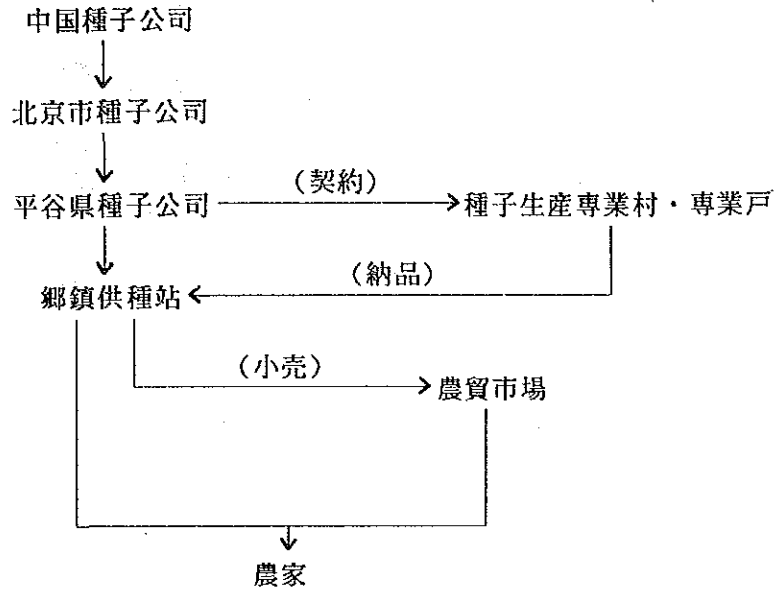 中国種子公司
北京市種子公司
(契約)
平谷県種子公司
種子生産専業村・専業戸
(納品)
郷鎮供種站
(小売)
農貿市場
農家